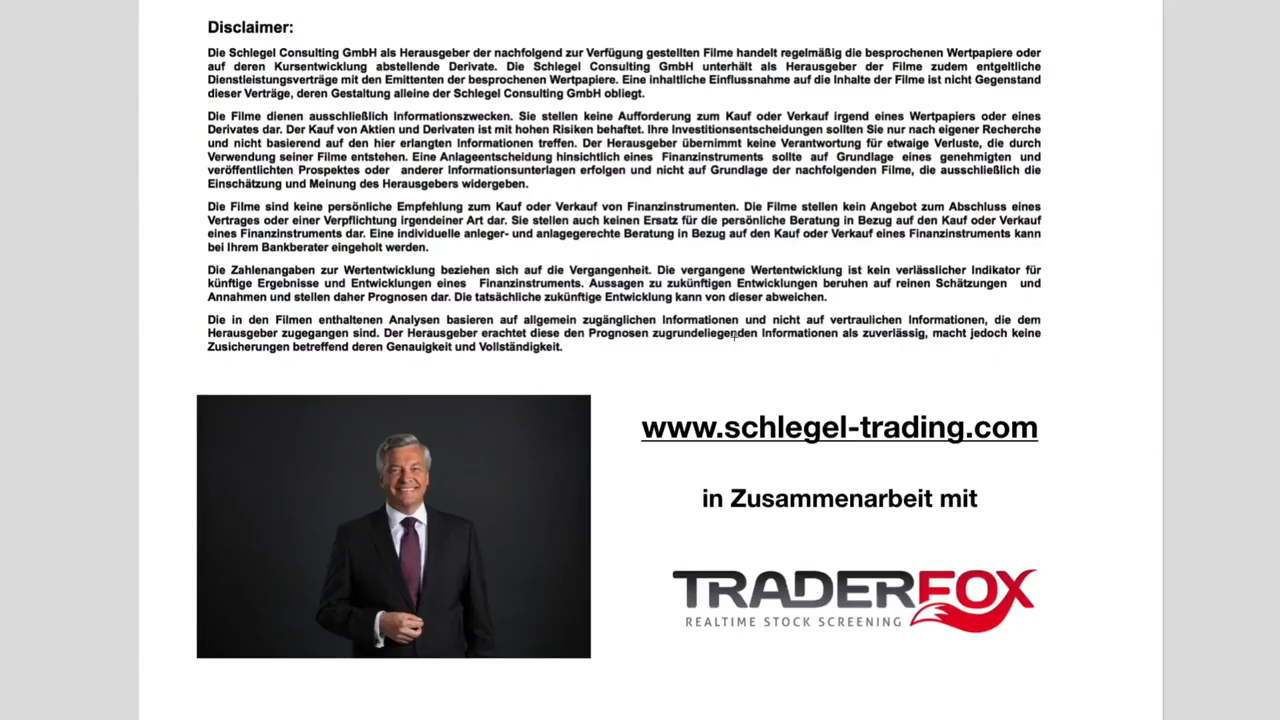 Disclaimer:
Die Schlegel Consulting GmbH als Herausgeber der nachfolgend zur Verfügung gestellten Filme handelt regelmäßig die besprochenen Wertpapiere oder
auf deren Kursentwicklung abstellende Derivate. Die Schlegel Consulting GmbH unterhält als Herausgeber der Filme zudem entgeltliche
Dienstleistungsverträge mit den Emittenten der besprochenen Wertpapiere. Eine inhaltliche Einflussnahme auf die Inhalte der Filme ist nicht Gegenstand
dieser Verträge, deren Gestaltung alleine der Schlegel Consulting GmbH obliegt.
Die Filme dienen ausschließlich Informationszwecken. Sie stellen keine Aufforderung zum Kauf oder Verkauf irgend eines Wertpapiers oder eines
Derivates dar. Der Kauf von Aktien und Derivaten ist mit hohen Risiken behaftet. Ihre Investitionsentscheidungen sollten Sie nur nach eigener Recherche
und nicht basierend auf den hier erlangten Informationen treffen. Der Herausgeber übernimmt keine Verantwortung für etwaige Verluste, die durch
Verwendung seiner Filme entstehen. Eine Anlageentscheidung hinsichtlich eines Finanzinstruments sollte auf Grundlage eines genehmigten und
veröffentlichten Prospektes oder anderer Informationsunterlagen erfolgen und nicht auf Grundlage der nachfolgenden Filme, die ausschließlich die
Einschätzung und Meinung des Herausgebers widergeben.
Die Filme sind keine persönliche Empfehlung zum Kauf oder Verkauf von Finanzinstrumenten. Die Filme stellen kein Angebot zum Abschluss eines
Vertrages oder einer Verpflichtung irgendeiner Art dar. Sie stellen auch keinen Ersatz für die persönliche Beratung in Bezug auf den Kauf oder Verkauf
eines Finanzinstruments dar. Eine individuelle anleger- und anlagegerechte Beratung in Bezug auf den Kauf oder Verkauf eines Finanzinstruments kann
bei Ihrem Bankberater eingeholt werden.
Die Zahlenangaben zur Wertentwicklung beziehen sich auf die Vergangenheit. Die vergangene Wertentwicklung ist kein verlässlicher Indikator für
künftige Ergebnisse und Entwicklungen eines Finanzinstruments. Aussagen zu zukünftigen Entwicklungen beruhen auf reinen Schätzungen und
Annahmen und stellen daher Prognosen dar. Die tatsächliche zukünftige Entwicklung kann von dieser abweichen.
Die in den Filmen enthaltenen Analysen basieren auf allgemein zugänglichen Informationen und nicht auf vertraulichen Informationen, die dem
Herausgeber zugegangen sind. Der Herausgeber erachtet diese den Prognosen zugrundeliegenden Informationen als zuverlässig, macht jedoch keine
Zusicherungen betreffend deren Genauigkeit und Vollständigkeit.
www.schlegel-trading.com
in Zusammenarbeit mit
TRADERFOX
REALTIME STOCK SCREENING